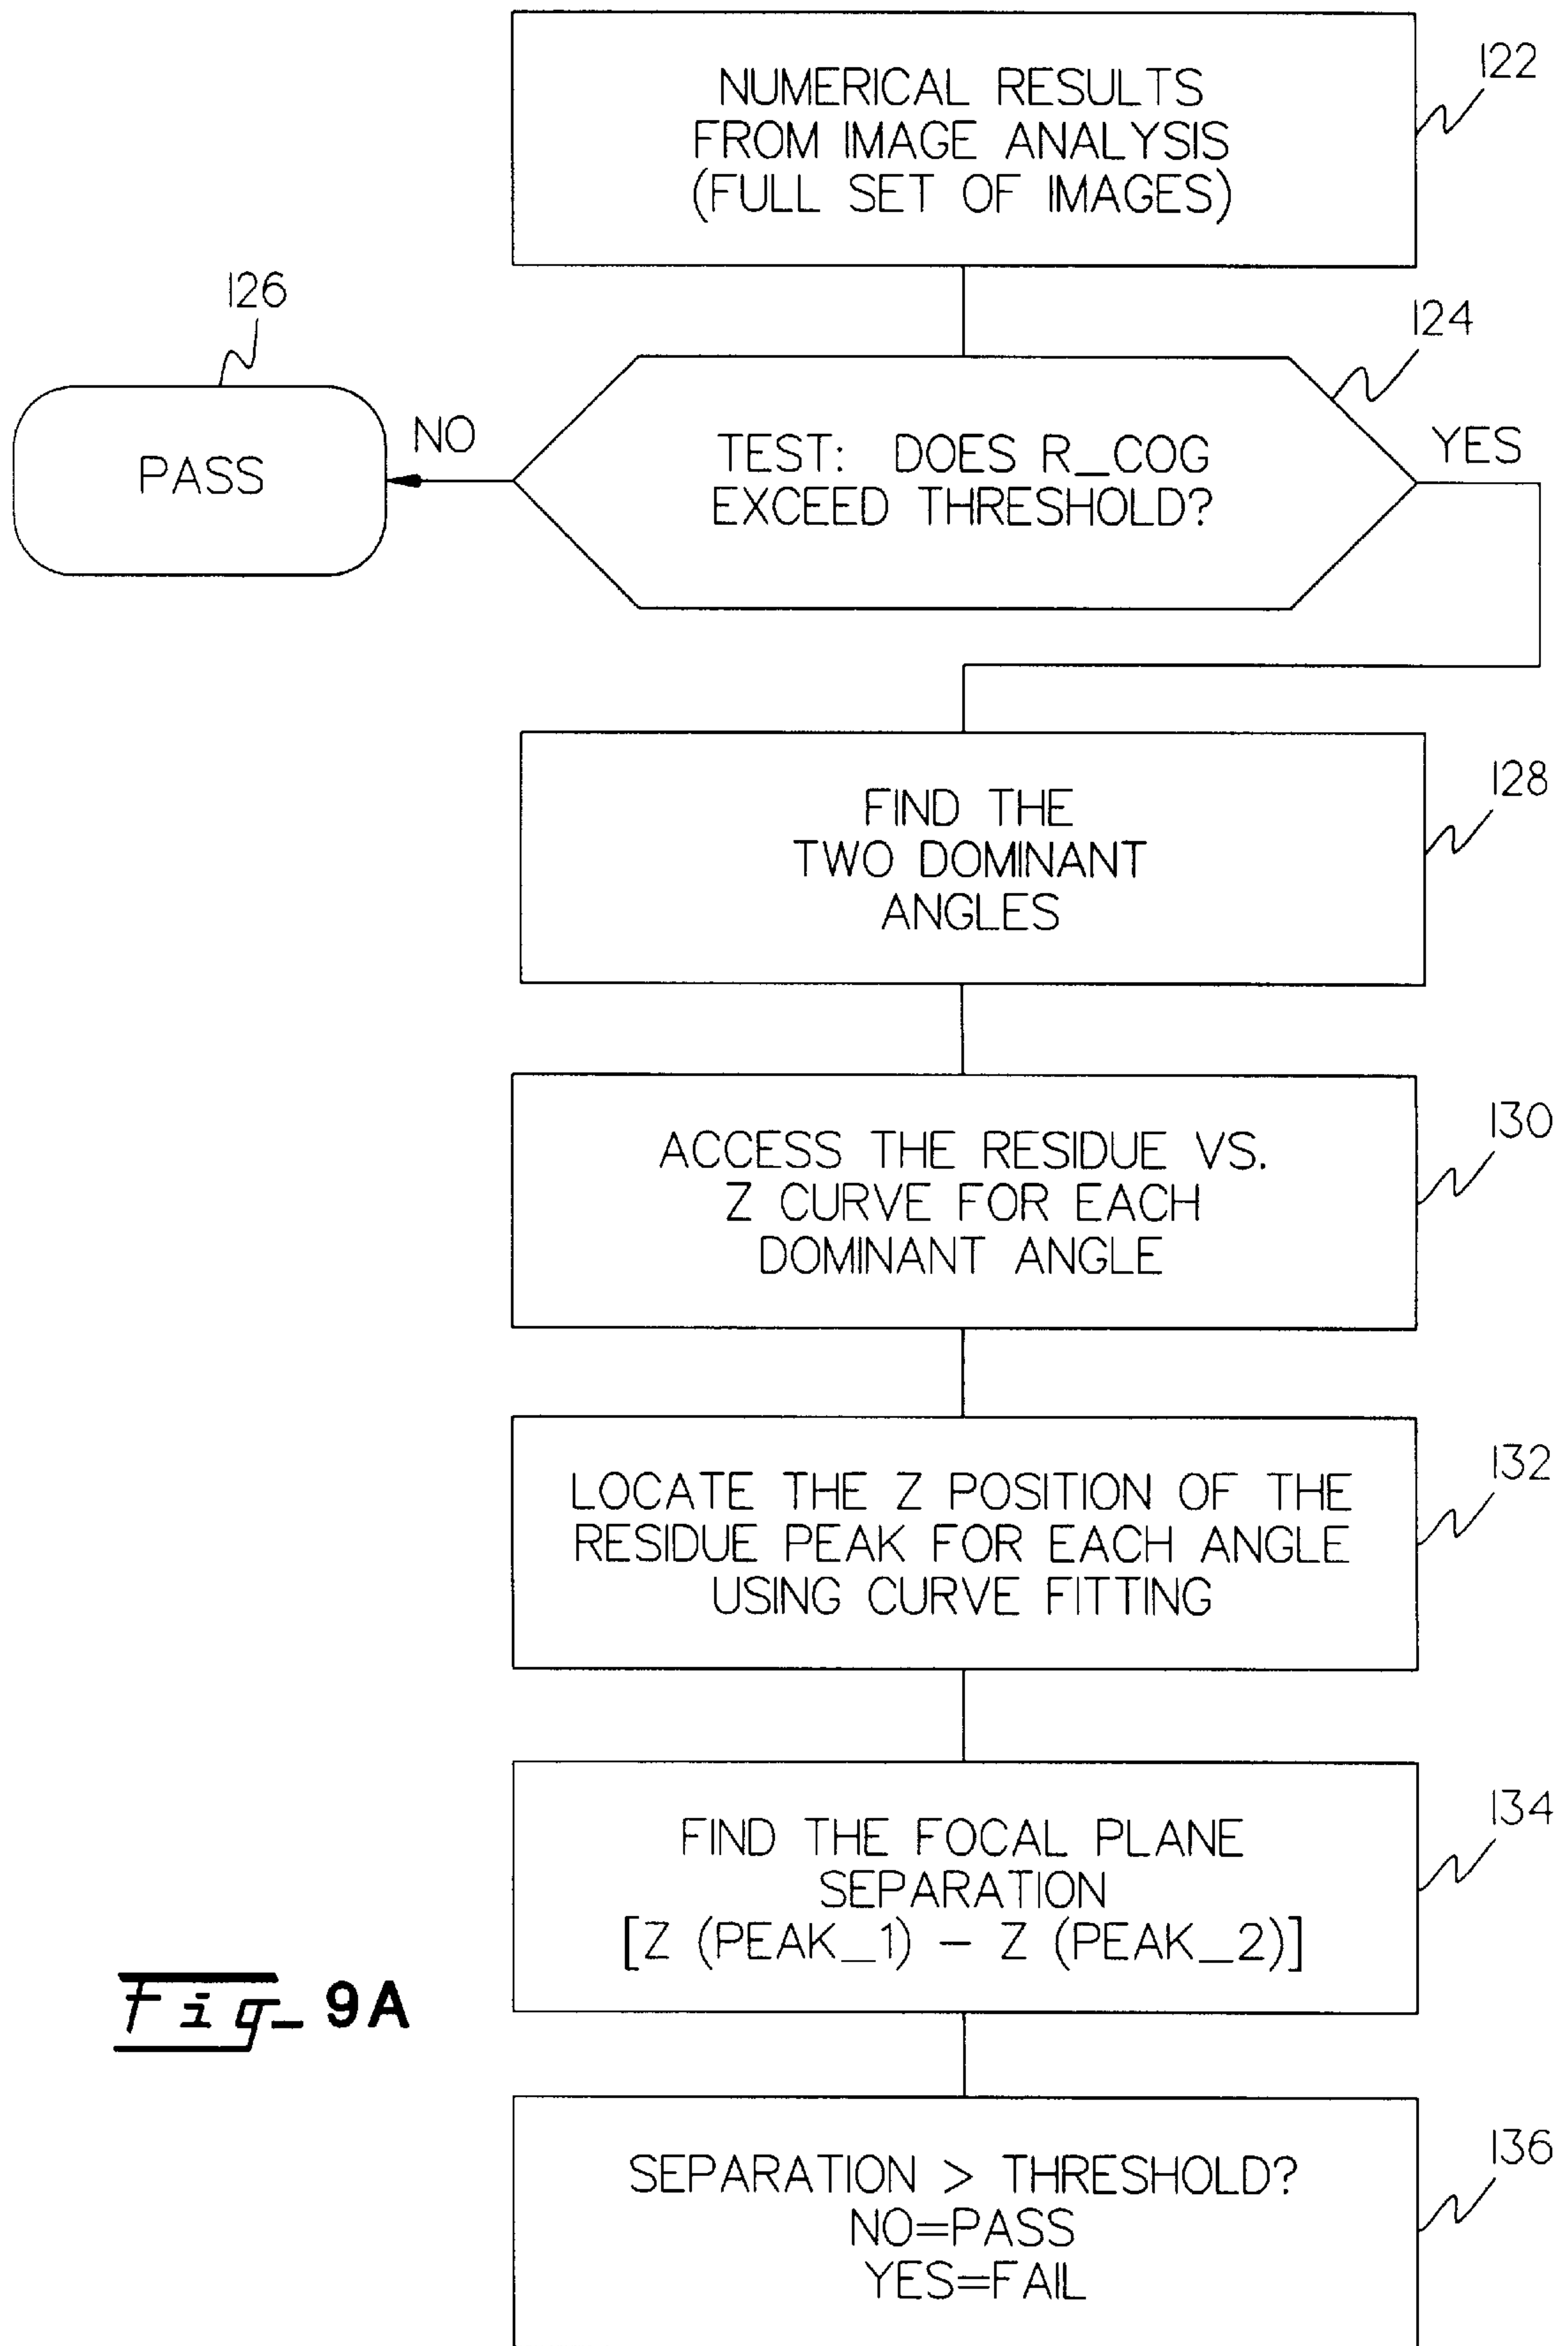 NUMERICAL RESULTS
FROM IMAGE ANALYSIS
(FULL SET OF IMAGES)
122
126
124
PASS
NO
TEST: DOES R_COG
EXCEED THRESHOLD?
YES
FIND THE
TWO DOMINANT
ANGLES
128
ACCESS THE RESIDUE VS.
Z CURVE FOR EACH
DOMINANT ANGLE
130
LOCATE THE Z POSITION OF THE
RESIDUE PEAK FOR EACH ANGLE
USING CURVE FITTING
132
FIND THE FOCAL PLANE
SEPARATION
[Z (PEAK_1) – Z (PEAK_2)]
134
Fig_ 9A
SEPARATION > THRESHOLD?
NO=PASS
YES=FAIL
136